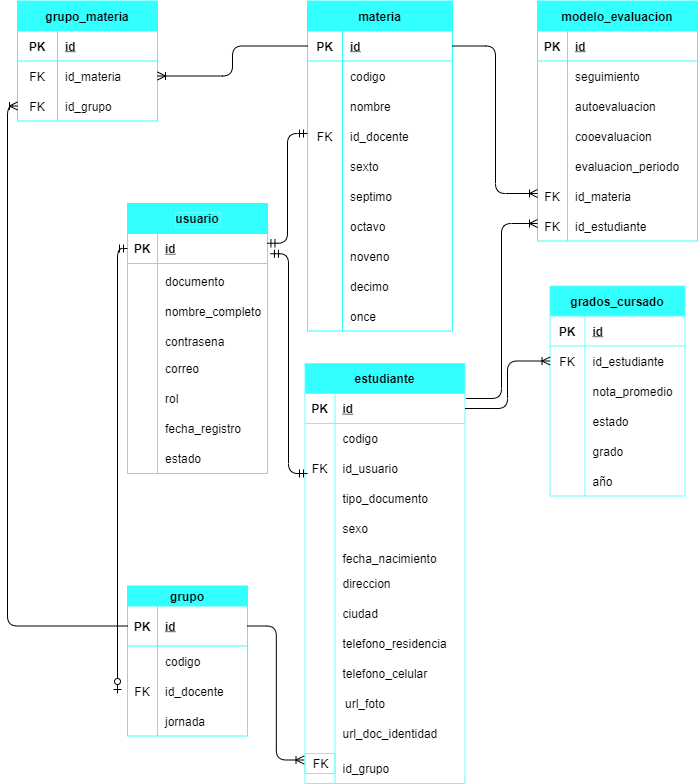 grupo_materia
PK id
FK id_materia
FK id_grupo
materia
PK id
codigo
nombre
FK id_docente
sexto
septimo
octavo
noveno
decimo
once
modelo_evaluacion
PK id
seguimiento
autoevaluacion
cooevaluacion
evaluacion_periodo
FK id_materia
FK id_estudiante
usuario
PK id
documento
nombre_completo
contrasena
correo
rol
fecha_registro
estado
grados_cursado
PK id
FK id_estudiante
nota_promedio
estado
grado
año
estudiante
PK id
codigo
FK id_usuario
tipo_documento
sexo
fecha_nacimiento
direccion
ciudad
telefono_residencia
telefono_celular
url_foto
url_doc_identidad
FK id_grupo
grupo
PK id
codigo
FK id_docente
jornada